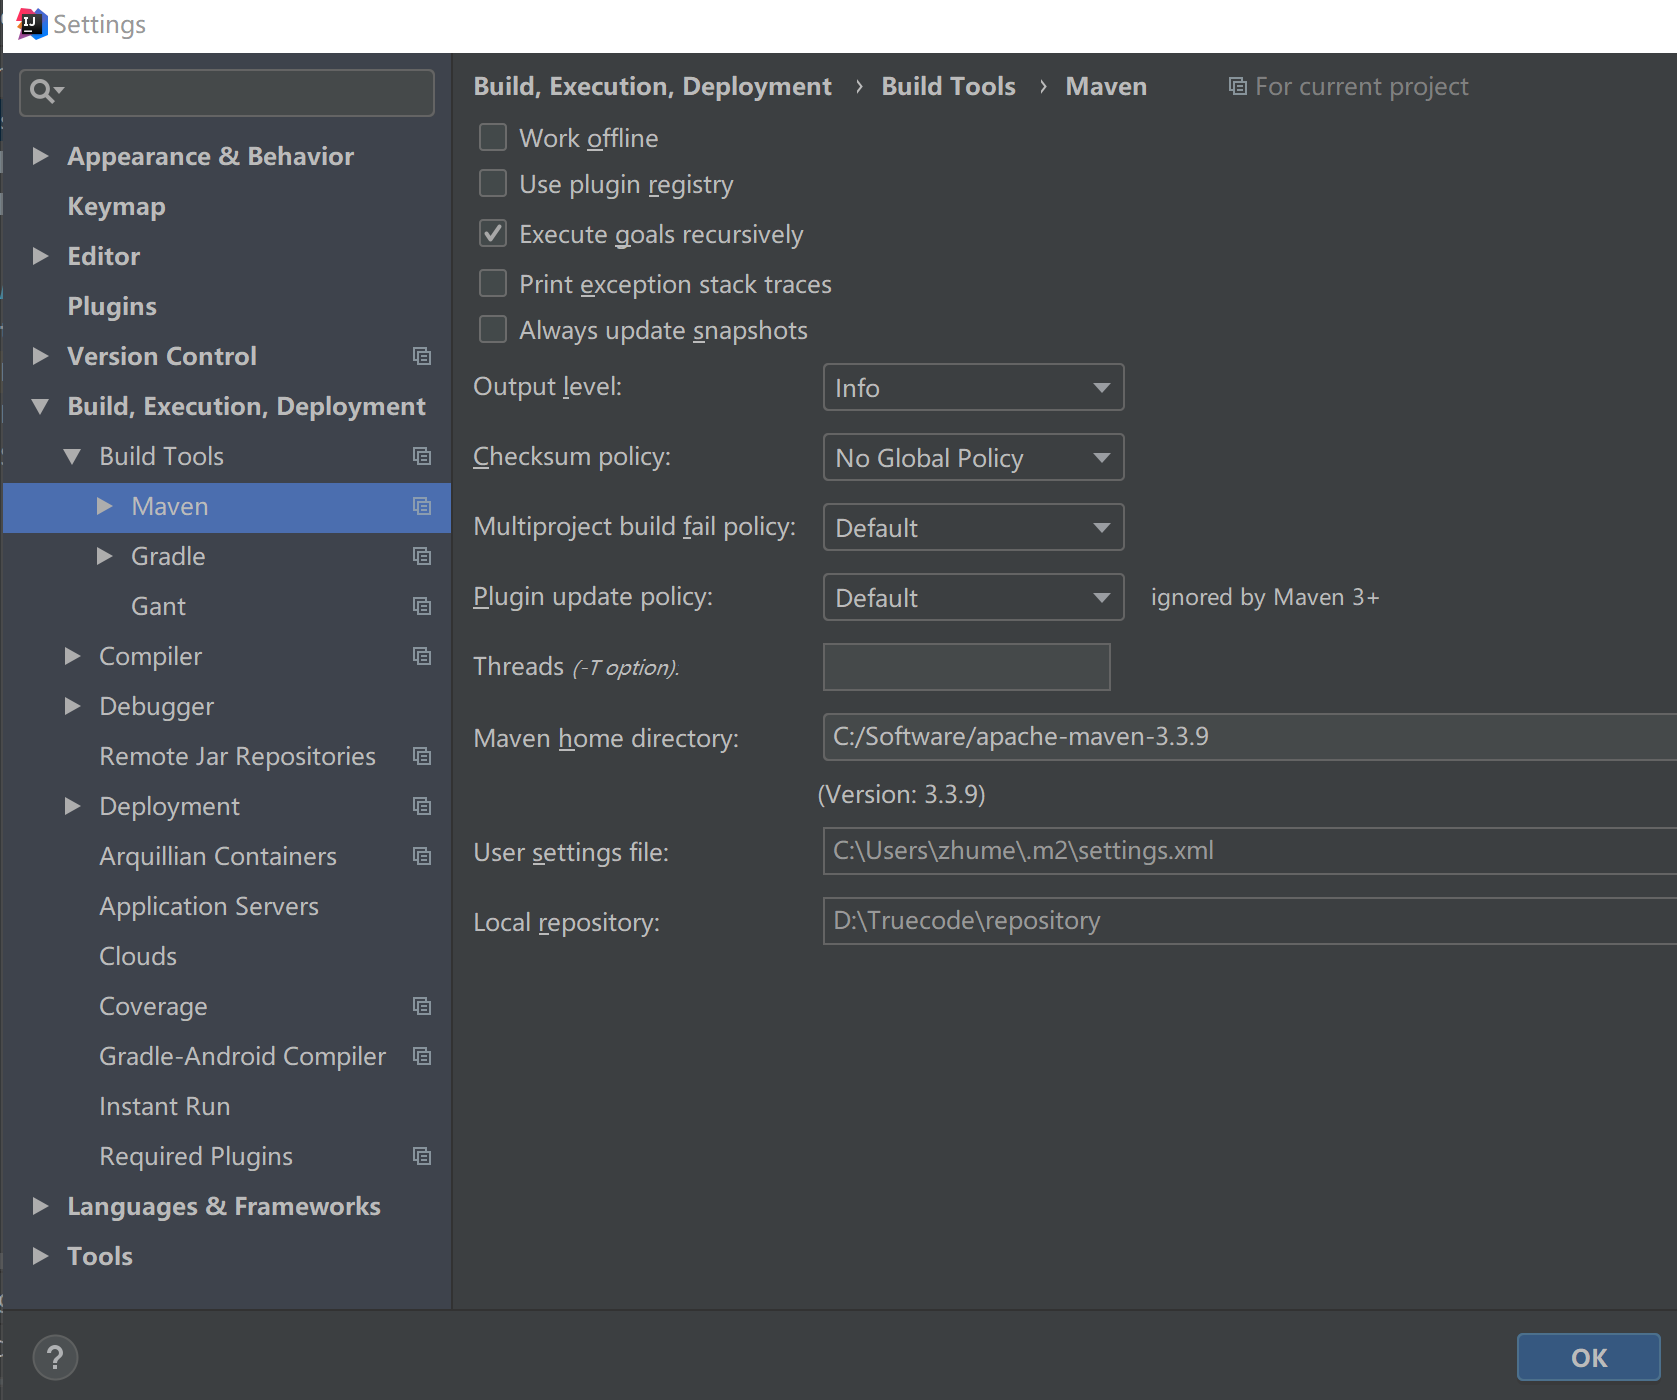 Settings
Appearance & Behavior
Keymap
Editor
Plugins
Version Control
Build, Execution, Deployment
Build Tools
Maven
Gradle
Gant
Compiler
Debugger
Remote Jar Repositories
Deployment
Arquillian Containers
Application Servers
Clouds
Coverage
Gradle-Android Compiler
Instant Run
Required Plugins
Languages & Frameworks
Tools
Build, Execution, Deployment › Build Tools › Maven For current project
Work offline
Use plugin registry
Execute goals recursively
Print exception stack traces
Always update snapshots
Output level: Info
Checksum policy: No Global Policy
Multiproject build fail policy: Default
Plugin update policy: Default ignored by Maven 3+
Threads (-T option).
Maven home directory: C:/Software/apache-maven-3.3.9
(Version: 3.3.9)
User settings file: C:\Users\zhume\.m2\settings.xml
Local repository: D:\Truecode\repository
?
OK